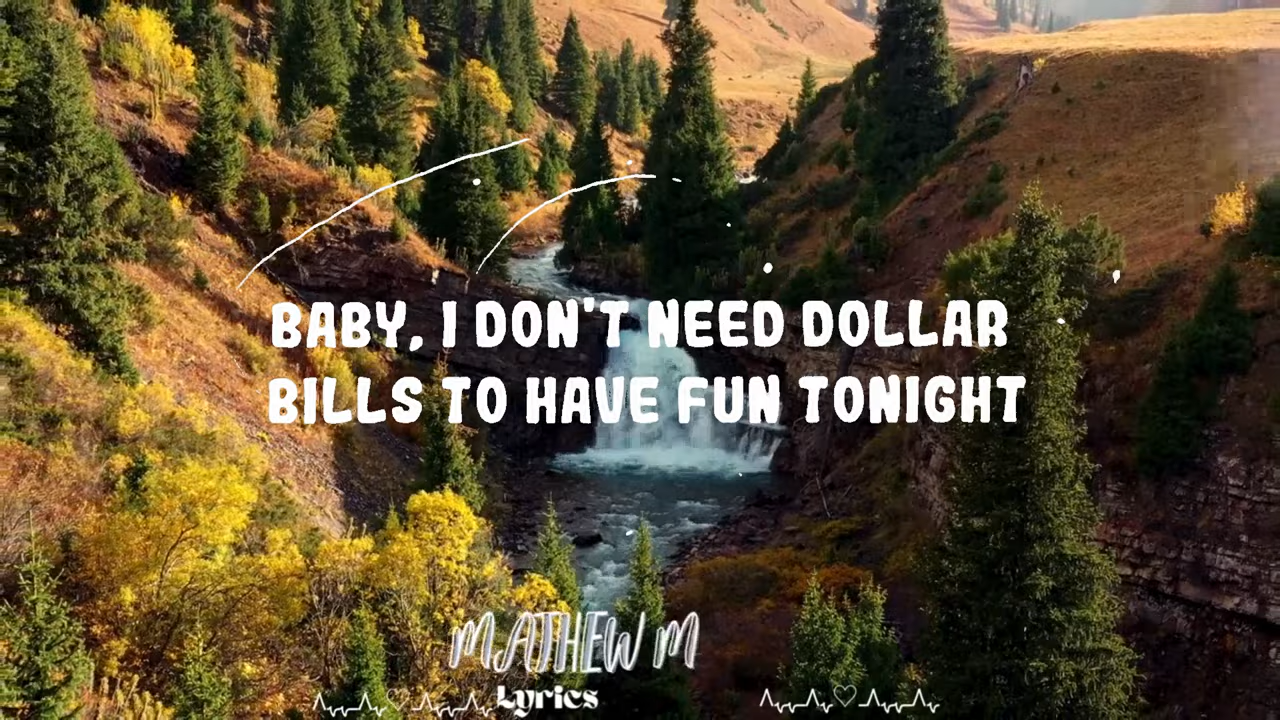 BABY, I DON'T NEED DOLLAR
BILLS TO HAVE FUN TONIGHT
MATHEW M
Lyrics